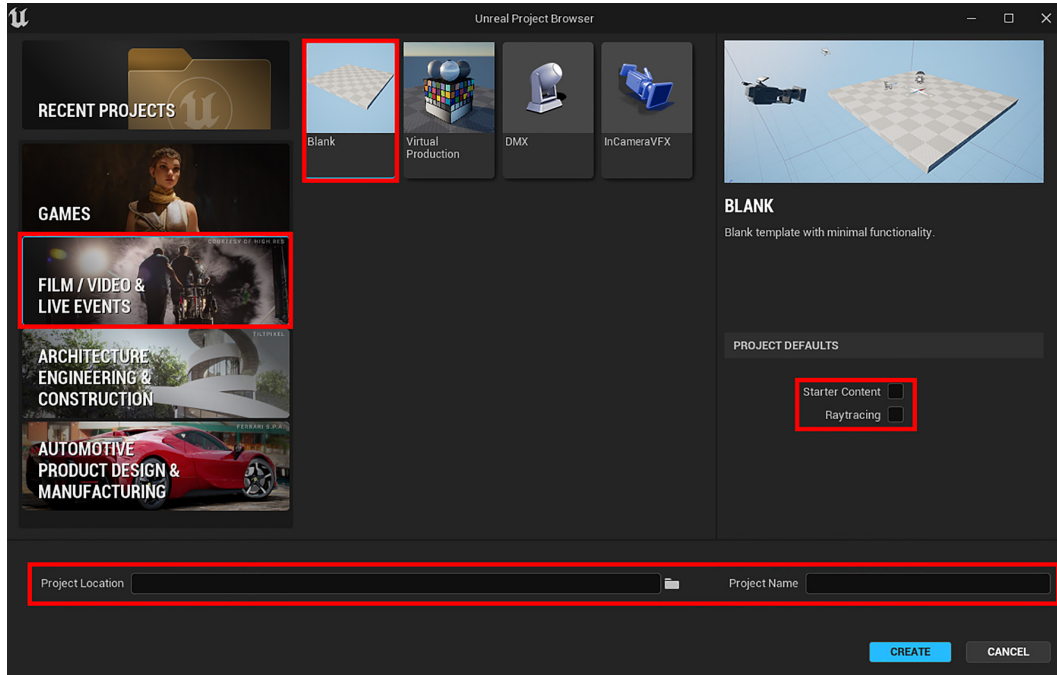 Unreal Project Browser
RECENT PROJECTS
GAMES
COURTESY OF HIGH RES
FILM / VIDEO &
LIVE EVENTS
TILTPIXEL
ARCHITECTURE
ENGINEERING &
CONSTRUCTION
FERRARI S.P.A.
AUTOMOTIVE
PRODUCT DESIGN &
MANUFACTURING
Blank
Virtual
Production
DMX
InCameraVFX
BLANK
Blank template with minimal functionality.
PROJECT DEFAULTS
Starter Content
Raytracing
Project Location
Project Name
CREATE
CANCEL